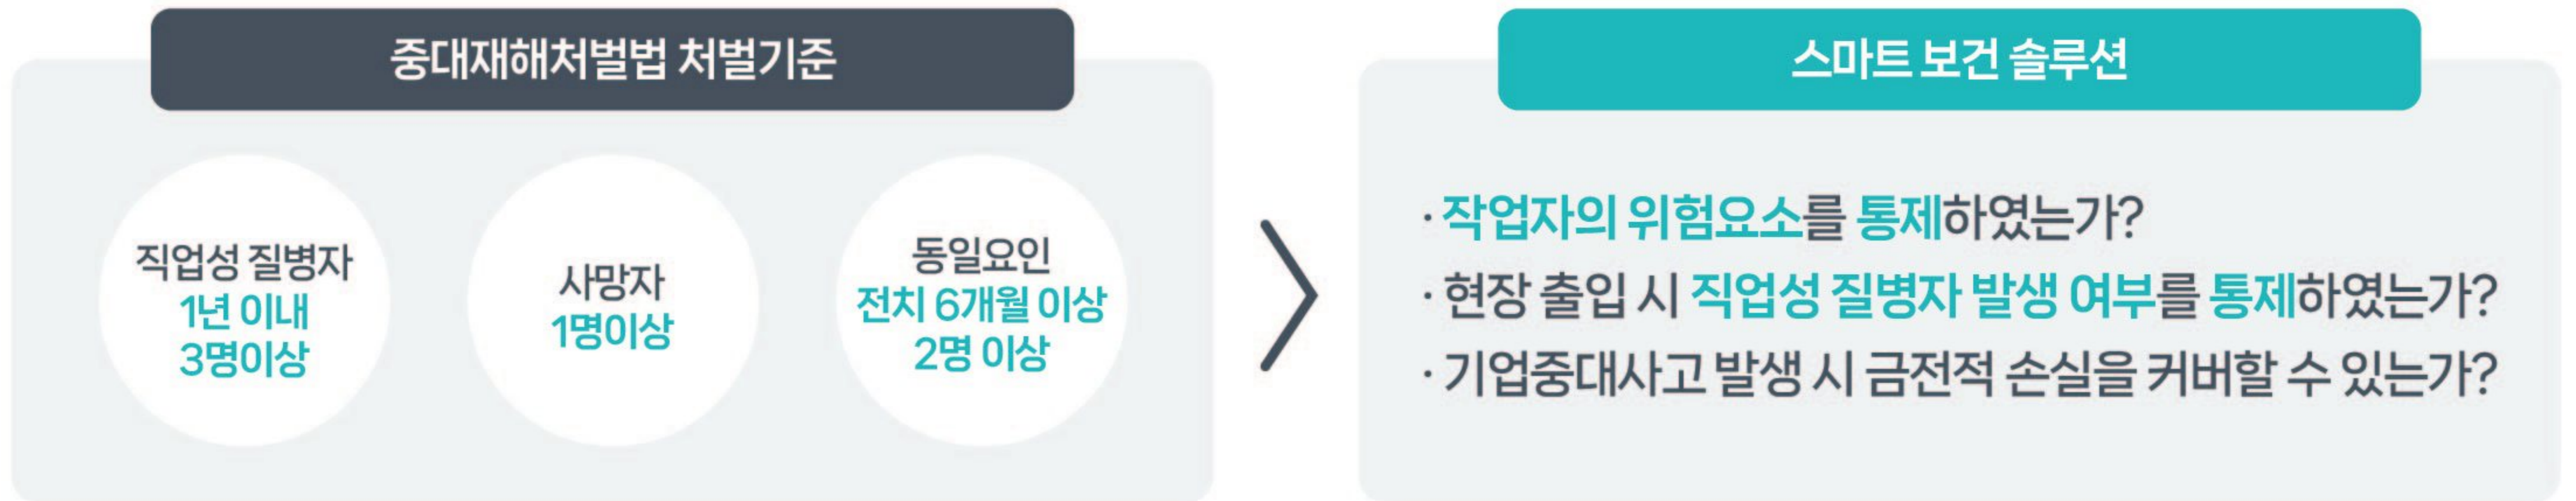 중대재해처벌법 처벌기준
직업성 질병자
1년 이내
3명이상
사망자
1명이상
동일요인
전치 6개월 이상
2명 이상
스마트 보건 솔루션
· 작업자의 위험요소를 통제하였는가?
· 현장 출입 시 직업성 질병자 발생 여부를 통제하였는가?
· 기업중대사고 발생 시 금전적 손실을 커버할 수 있는가?